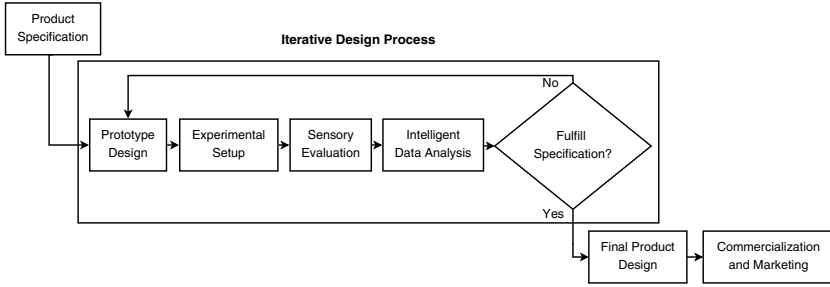 Product
Specification
Iterative Design Process
No
Prototype
Design
Experimental
Setup
Sensory
Evaluation
Intelligent
Data Analysis
Fulfill
Specification?
Yes
Final Product
Design
Commercialization
and Marketing